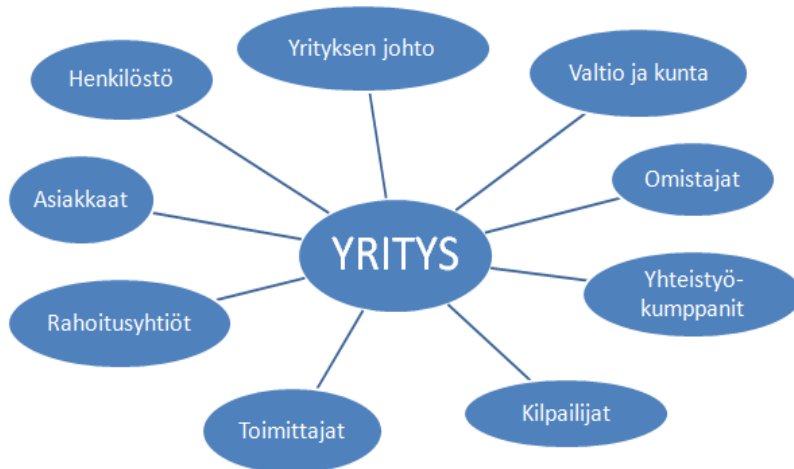 Yrityksen johto
Henkilöstö
Valtio ja kunta
Asiakkaat
Omistajat
YRITYS
Yhteistyö-
kumppanit
Rahoitusyhtiöt
Toimittajat
Kilpailijat